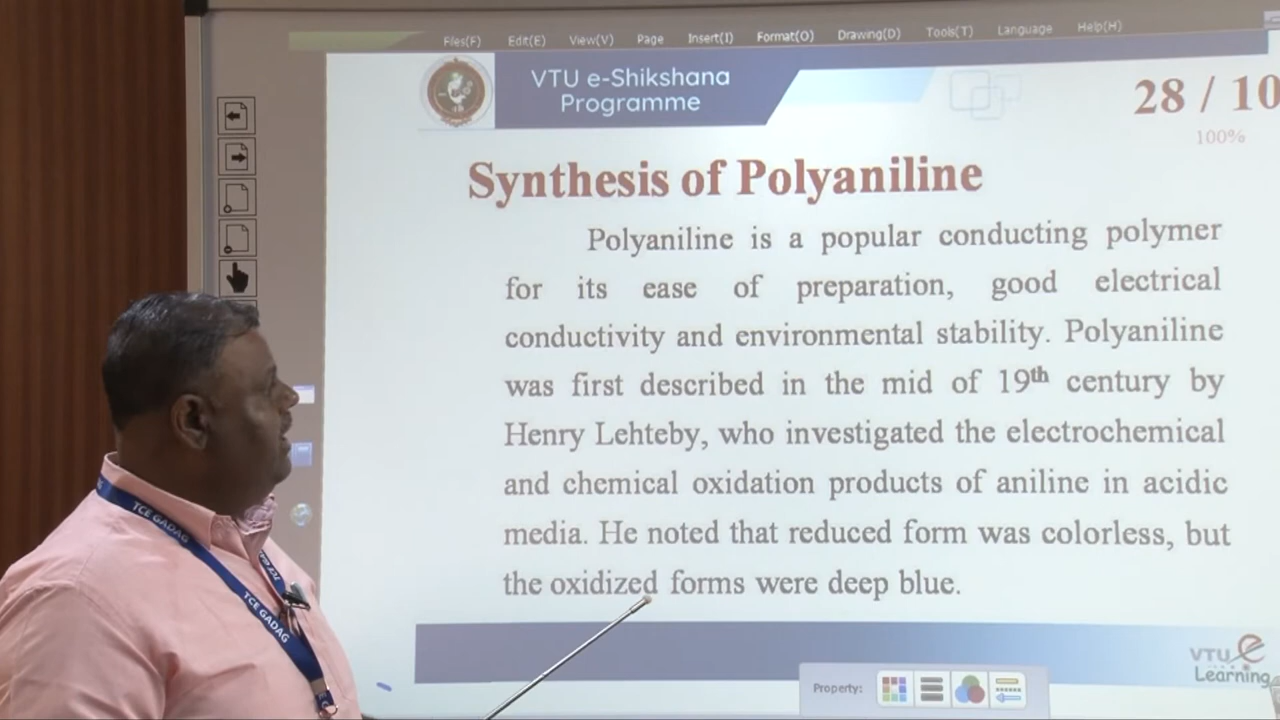 Files(F) Edit(E) View(V) Page Insert(I) Format(O) Drawing(D) Tools(T) Language Help(H)
VTU e-Shikshana
Programme
28 / 10
100%
Synthesis of Polyaniline
Polyaniline is a popular conducting polymer
for its ease of preparation, good electrical
conductivity and environmental stability. Polyaniline
was first described in the mid of 19th century by
Henry Lehteby, who investigated the electrochemical
and chemical oxidation products of aniline in acidic
media. He noted that reduced form was colorless, but
the oxidized forms were deep blue.
TCE GADAG
TCE GADAG
VTU e
Learning
Property: